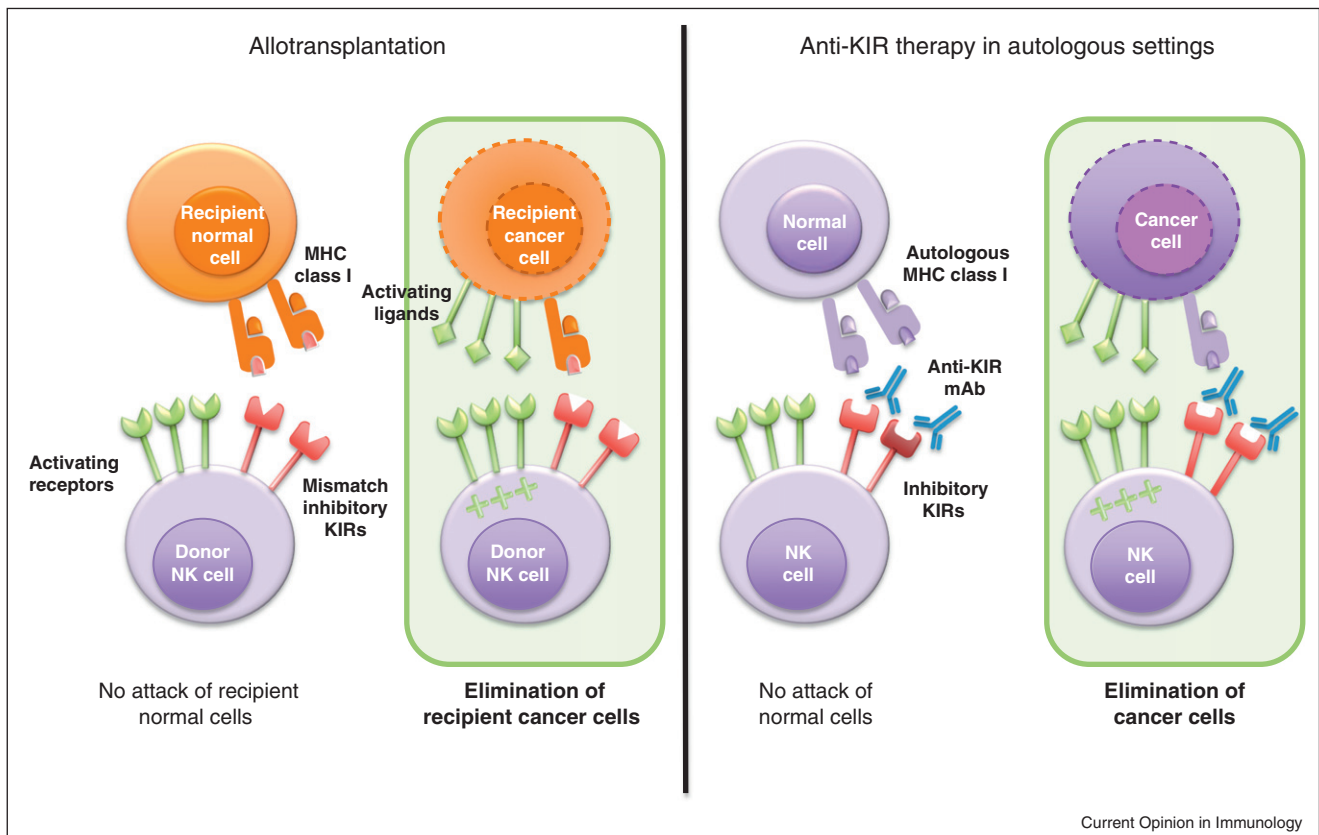 Allotransplantation
Recipient
normal
cell
MHC
class I
Recipient
cancer
cell
Activating
ligands
Activating
receptors
Mismatch
inhibitory
KIRs
Donor
NK cell
Donor
NK cell
No attack of recipient
normal cells
Elimination of
recipient cancer cells
Anti-KIR therapy in autologous settings
Normal
cell
Autologous
MHC class I
Cancer
cell
Anti-KIR
mAb
Inhibitory
KIRs
NK
cell
NK
cell
No attack of
normal cells
Elimination of
cancer cells
Current Opinion in Immunology